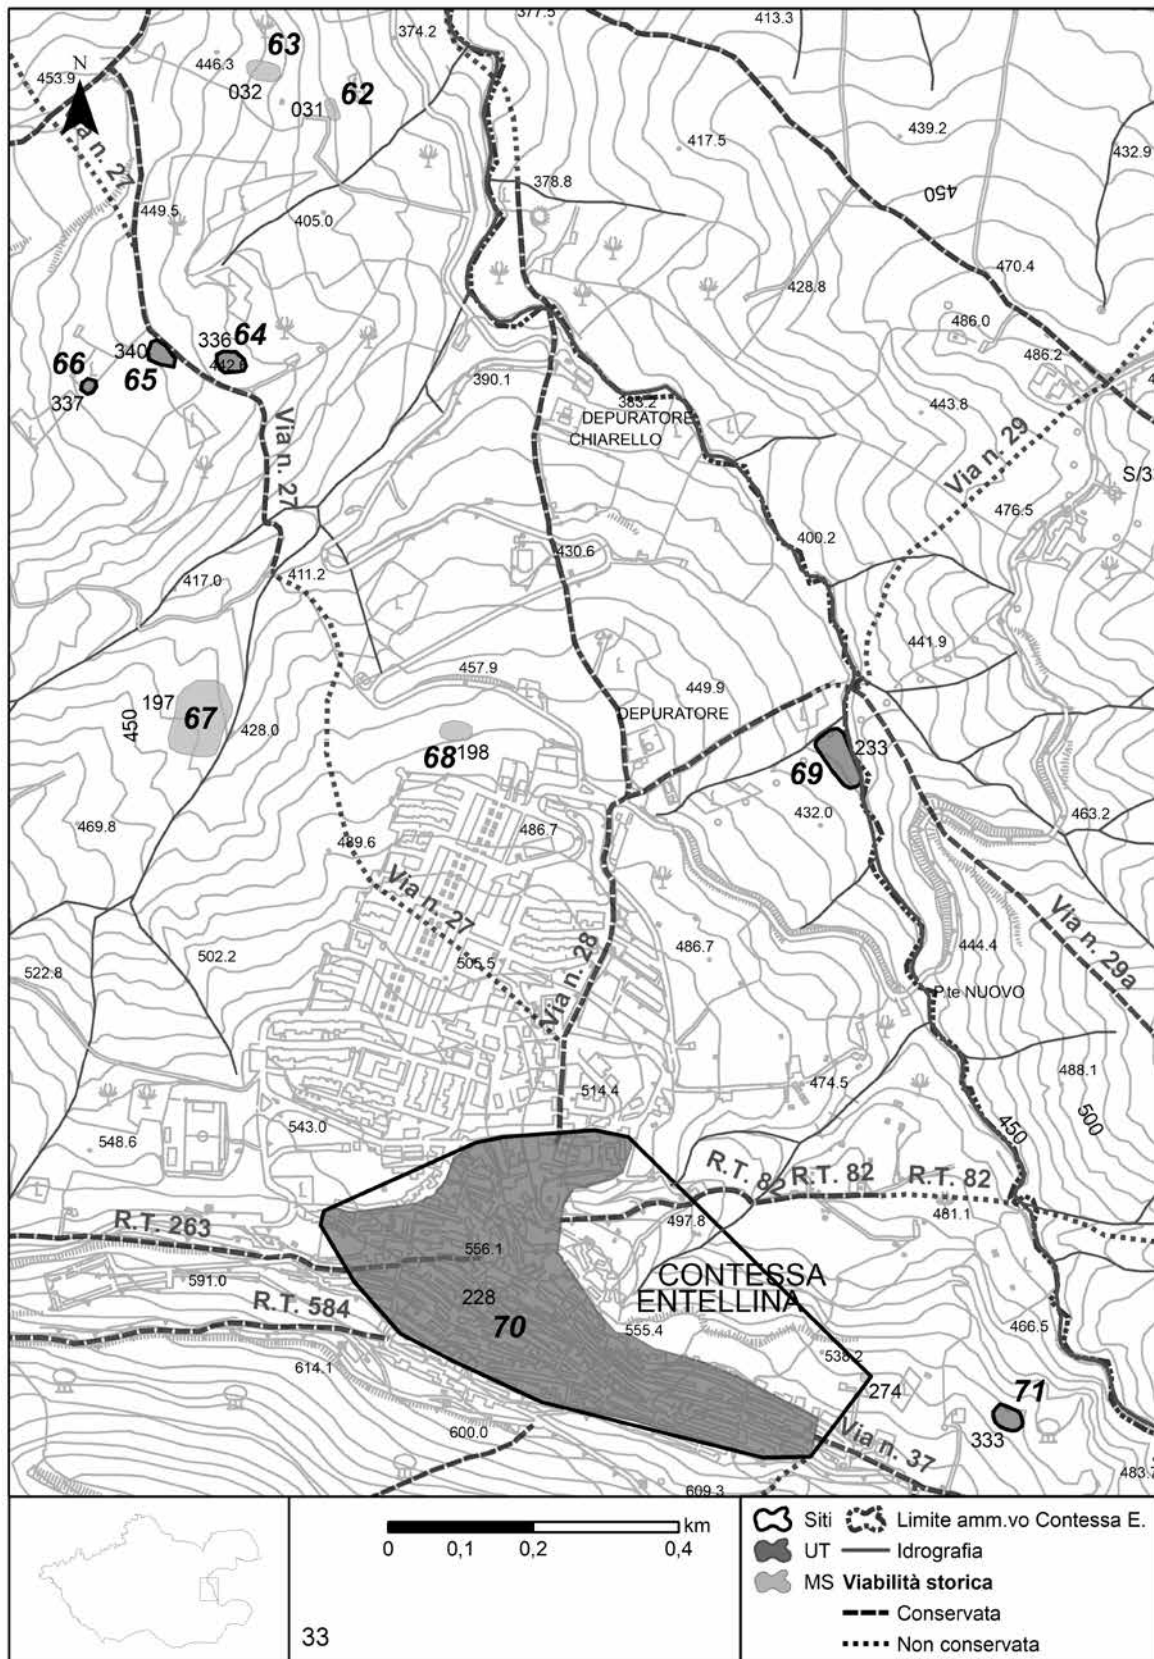 377.5
413.3
374.2
63
446.3
453.9
N
032
62
031
439.2
417.5
432.9
n. 27
378.8
450
449.5
405.0
470.4
428.8
486.0
336
64
340
486.2
66
65
442.6
390.1
337
383.2
443.8
DEPURATORE
CHIARELLO
Via n. 27
Via n. 29
S/3
476.5
400.2
430.6
417.0
411.2
441.9
457.9
449.9
197
67
450
428.0
DEPURATORE
68
198
233
69
463.2
432.0
469.8
486.7
489.6
Via n. 27
Via n. 29a
486.7
444.4
502.2
505.5
Via n. 28
522.8
P.te NUOVO
474.5
488.1
514.4
500
450
543.0
548.6
R.T. 82
R.T. 82
R.T. 82
481.1
R.T. 263
497.8
556.1
591.0
CONTESSA
ENTELLINA
228
R.T. 584
70
555.4
466.5
538.2
614.1
274
71
600.0
333
Via n. 37
483.7
609.3
km
0 0,1 0,2 0,4
33
Siti
Limite amm.vo Contessa E.
UT
Idrografia
MS
Viabilità storica
Conservata
Non conservata